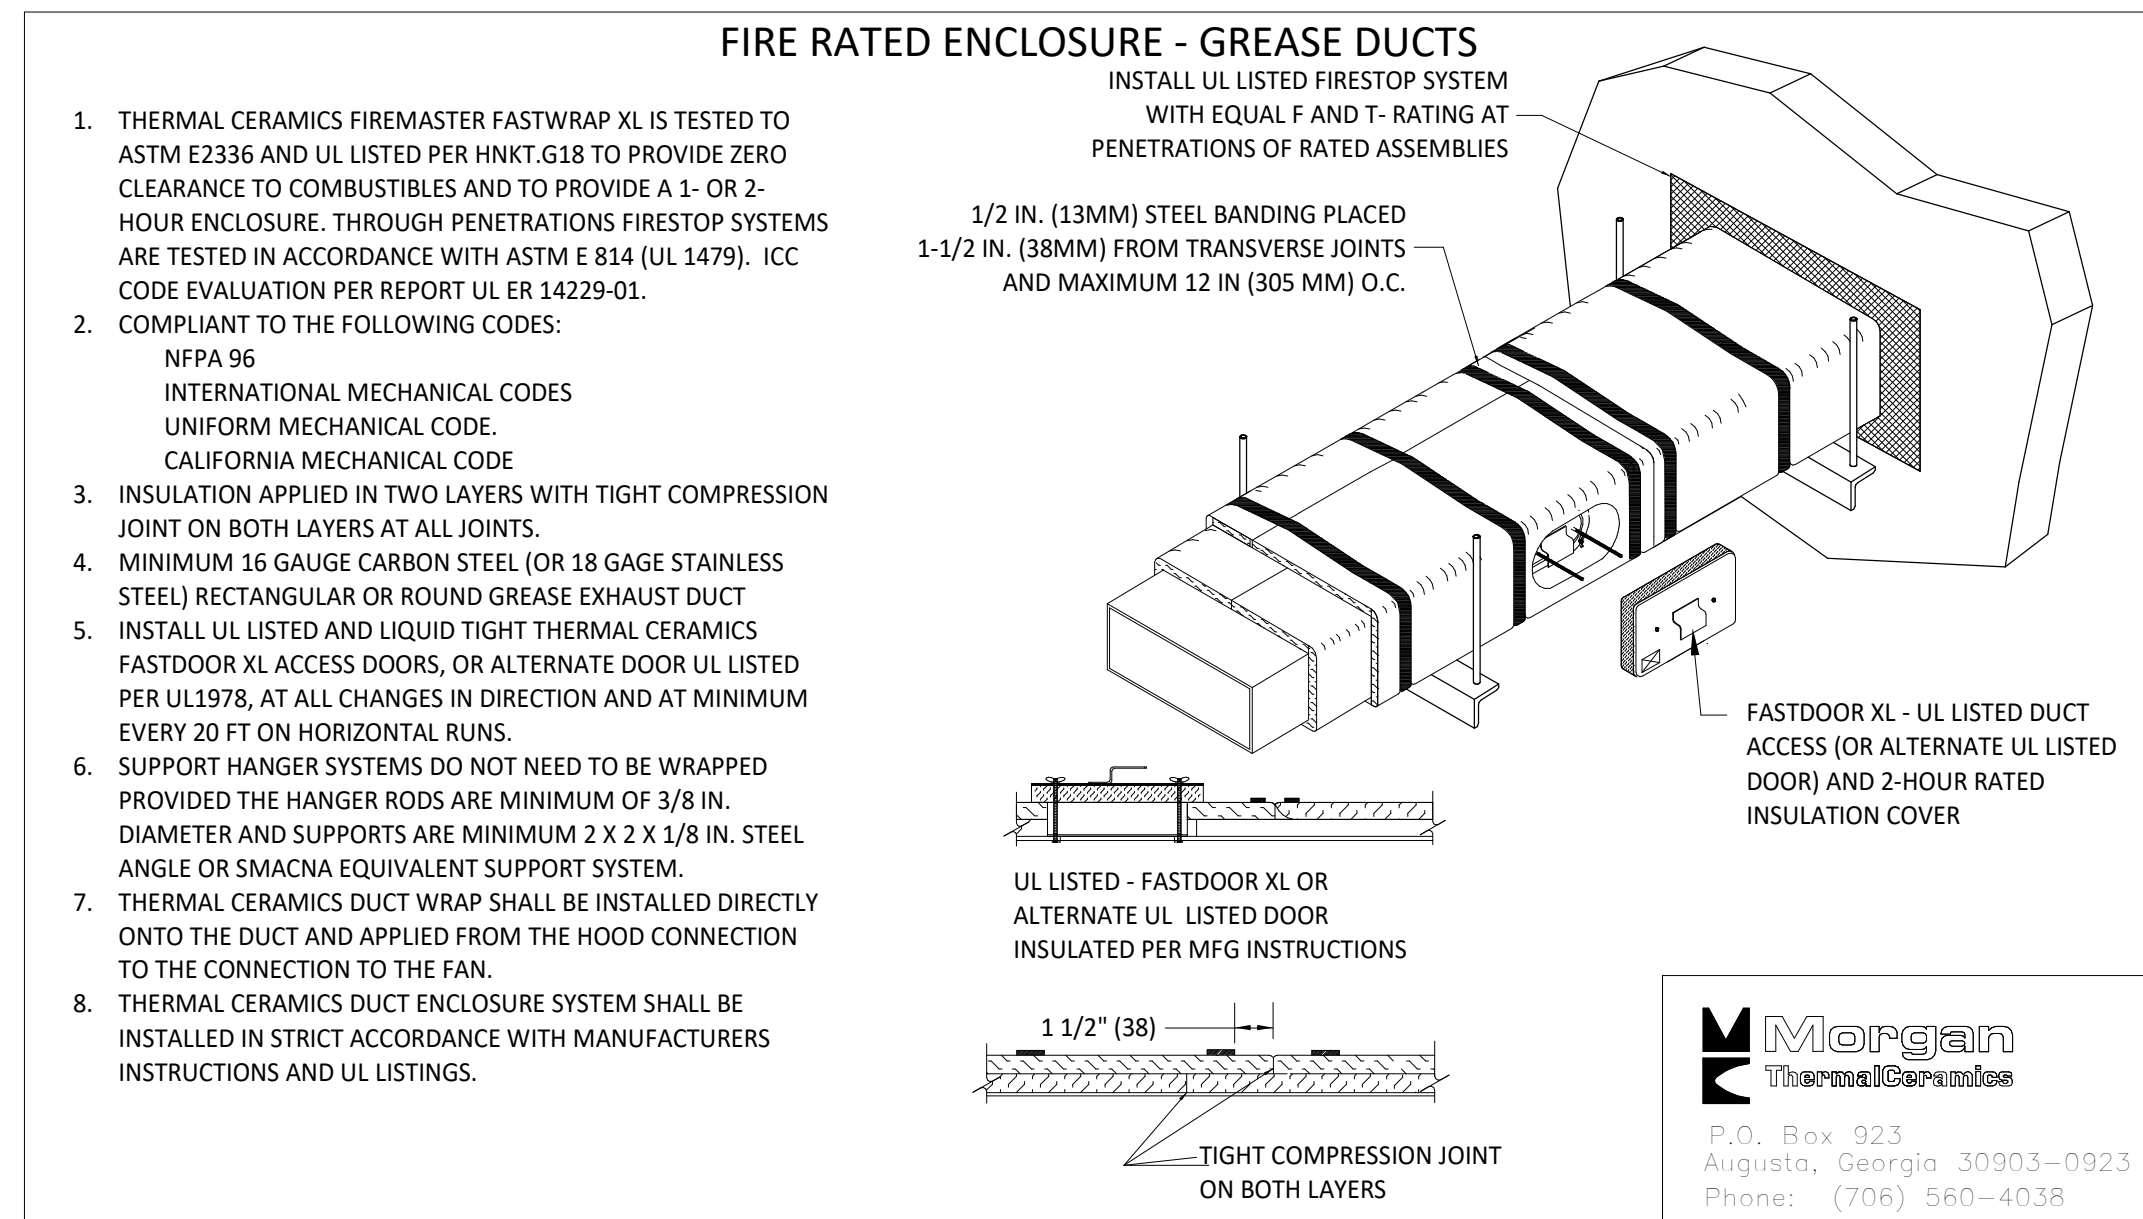 FIRE RATED ENCLOSURE - GREASE DUCTS
1. THERMAL CERAMICS FIREMASTER FASTWRAP XL IS TESTED TO
ASTM E2336 AND UL LISTED PER HNKT.G18 TO PROVIDE ZERO
CLEARANCE TO COMBUSTIBLES AND TO PROVIDE A 1- OR 2-
HOUR ENCLOSURE. THROUGH PENETRATIONS FIRESTOP SYSTEMS
ARE TESTED IN ACCORDANCE WITH ASTM E 814 (UL 1479). ICC
CODE EVALUATION PER REPORT UL ER 14229-01.
2. COMPLIANT TO THE FOLLOWING CODES:
NFPA 96
INTERNATIONAL MECHANICAL CODES
UNIFORM MECHANICAL CODE.
CALIFORNIA MECHANICAL CODE
3. INSULATION APPLIED IN TWO LAYERS WITH TIGHT COMPRESSION
JOINT ON BOTH LAYERS AT ALL JOINTS.
4. MINIMUM 16 GAUGE CARBON STEEL (OR 18 GAGE STAINLESS
STEEL) RECTANGULAR OR ROUND GREASE EXHAUST DUCT
5. INSTALL UL LISTED AND LIQUID TIGHT THERMAL CERAMICS
FASTDOOR XL ACCESS DOORS, OR ALTERNATE DOOR UL LISTED
PER UL1978, AT ALL CHANGES IN DIRECTION AND AT MINIMUM
EVERY 20 FT ON HORIZONTAL RUNS.
6. SUPPORT HANGER SYSTEMS DO NOT NEED TO BE WRAPPED
PROVIDED THE HANGER RODS ARE MINIMUM OF 3/8 IN.
DIAMETER AND SUPPORTS ARE MINIMUM 2 X 2 X 1/8 IN. STEEL
ANGLE OR SMACNA EQUIVALENT SUPPORT SYSTEM.
7. THERMAL CERAMICS DUCT WRAP SHALL BE INSTALLED DIRECTLY
ONTO THE DUCT AND APPLIED FROM THE HOOD CONNECTION
TO THE CONNECTION TO THE FAN.
8. THERMAL CERAMICS DUCT ENCLOSURE SYSTEM SHALL BE
INSTALLED IN STRICT ACCORDANCE WITH MANUFACTURERS
INSTRUCTIONS AND UL LISTINGS.
INSTALL UL LISTED FIRESTOP SYSTEM
WITH EQUAL F AND T- RATING AT
PENETRATIONS OF RATED ASSEMBLIES
1/2 IN. (13MM) STEEL BANDING PLACED
1-1/2 IN. (38MM) FROM TRANSVERSE JOINTS
AND MAXIMUM 12 IN (305 MM) O.C.
FASTDOOR XL - UL LISTED DUCT
ACCESS (OR ALTERNATE UL LISTED
DOOR) AND 2-HOUR RATED
INSULATION COVER
UL LISTED - FASTDOOR XL OR
ALTERNATE UL LISTED DOOR
INSULATED PER MFG INSTRUCTIONS
1 1/2" (38)
TIGHT COMPRESSION JOINT
ON BOTH LAYERS
Morgan
ThermalCeramics
P.O. Box 923
Augusta, Georgia 30903-0923
Phone: (706) 560-4038